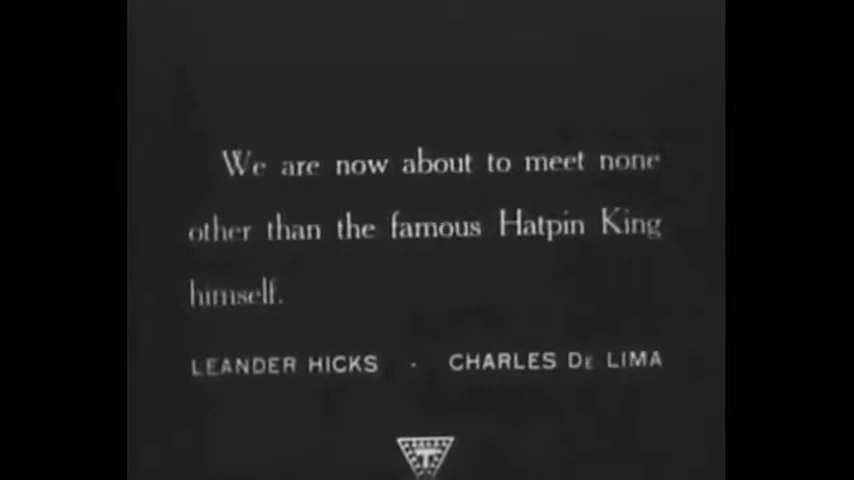 We are now about to meet none
other than the famous Hatpin King
himself.
LEANDER HICKS - CHARLES DE LIMA
T